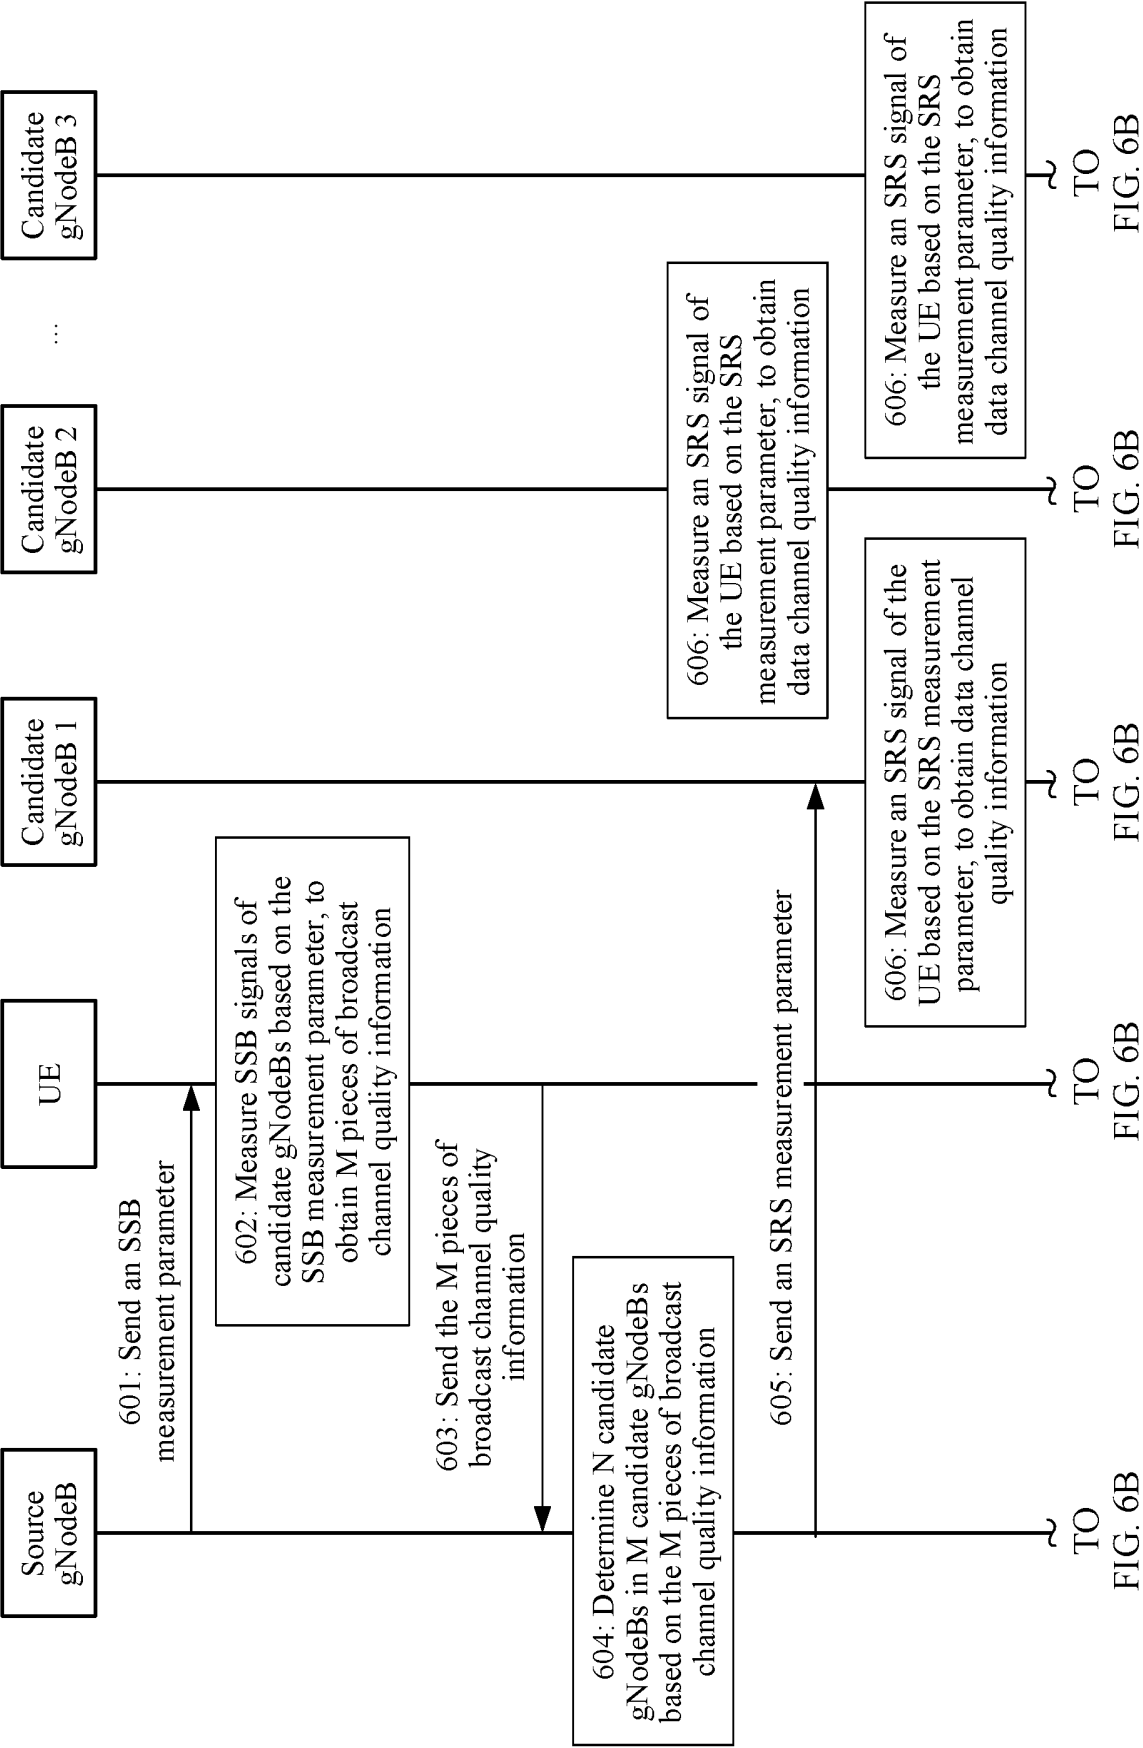 Source
gNodeB
UE
Candidate
gNodeB 1
Candidate
gNodeB 2
...
Candidate
gNodeB 3
601: Send an SSB
measurement parameter
602: Measure SSB signals of
candidate gNodeBs based on the
SSB measurement parameter, to
obtain M pieces of broadcast
channel quality information
603: Send the M pieces of
broadcast channel quality
information
604: Determine N candidate
gNodeBs in M candidate gNodeBs
based on the M pieces of broadcast
channel quality information
605: Send an SRS measurement parameter
606: Measure an SRS signal of the
UE based on the SRS measurement
parameter, to obtain data channel
quality information
606: Measure an SRS signal of
the UE based on the SRS
measurement parameter, to obtain
data channel quality information
606: Measure an SRS signal of
the UE based on the SRS
measurement parameter, to obtain
data channel quality information
TO
FIG. 6B
TO
FIG. 6B
TO
FIG. 6B
TO
FIG. 6B
TO
FIG. 6B